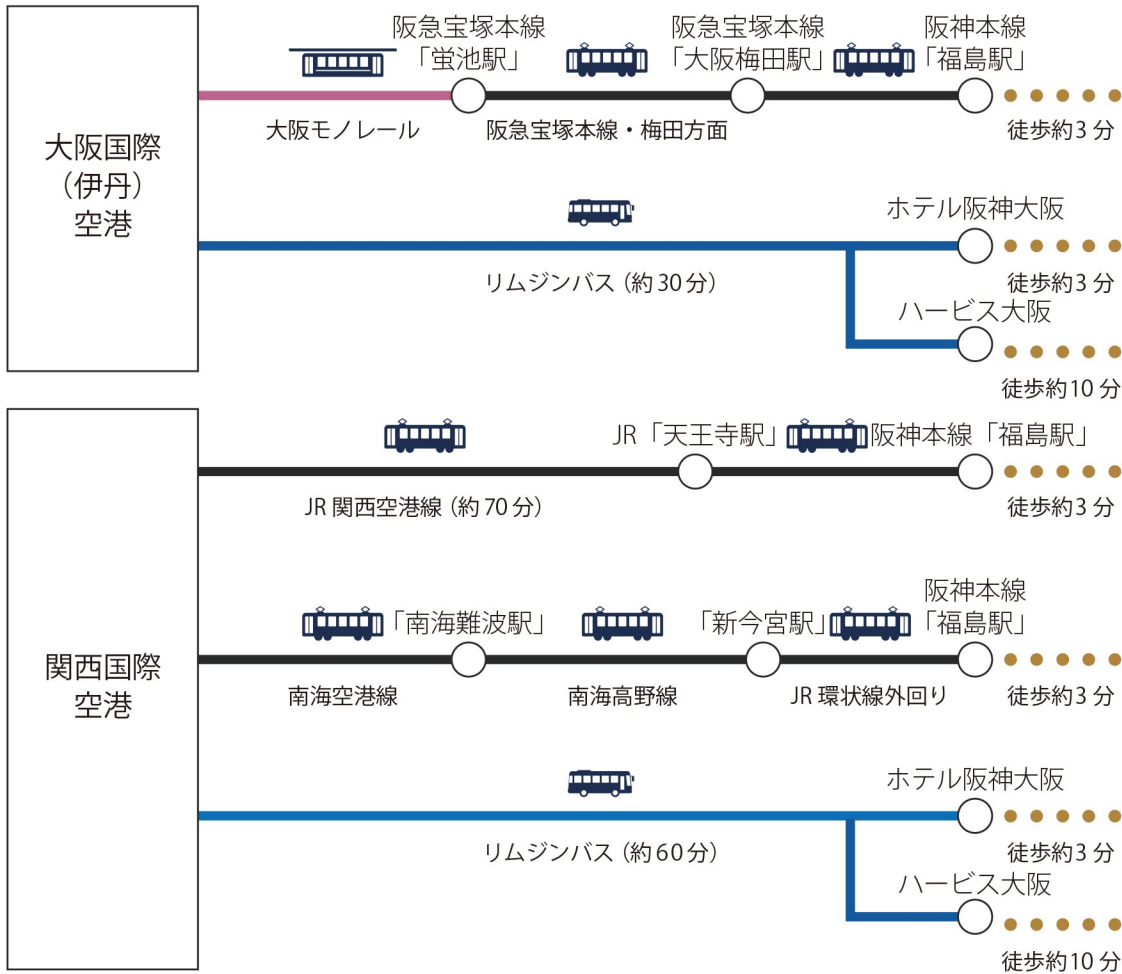 大阪国際
（伊丹）
空港
阪急宝塚本線
「蛍池駅」
阪急宝塚本線
「大阪梅田駅」
阪神本線
「福島駅」
大阪モノレール
阪急宝塚本線・梅田方面
徒歩約3 分
ホテル阪神大阪
リムジンバス（約30分）
徒歩約3 分
ハービス大阪
徒歩約10 分
関西国際
空港
JR「天王寺駅」
阪神本線「福島駅」
JR 関西空港線（約70分）
徒歩約3 分
「南海難波駅」
「新今宮駅」
阪神本線
「福島駅」
南海空港線
南海高野線
JR 環状線外回り
徒歩約3 分
ホテル阪神大阪
リムジンバス（約60分）
徒歩約3 分
ハービス大阪
徒歩約10 分